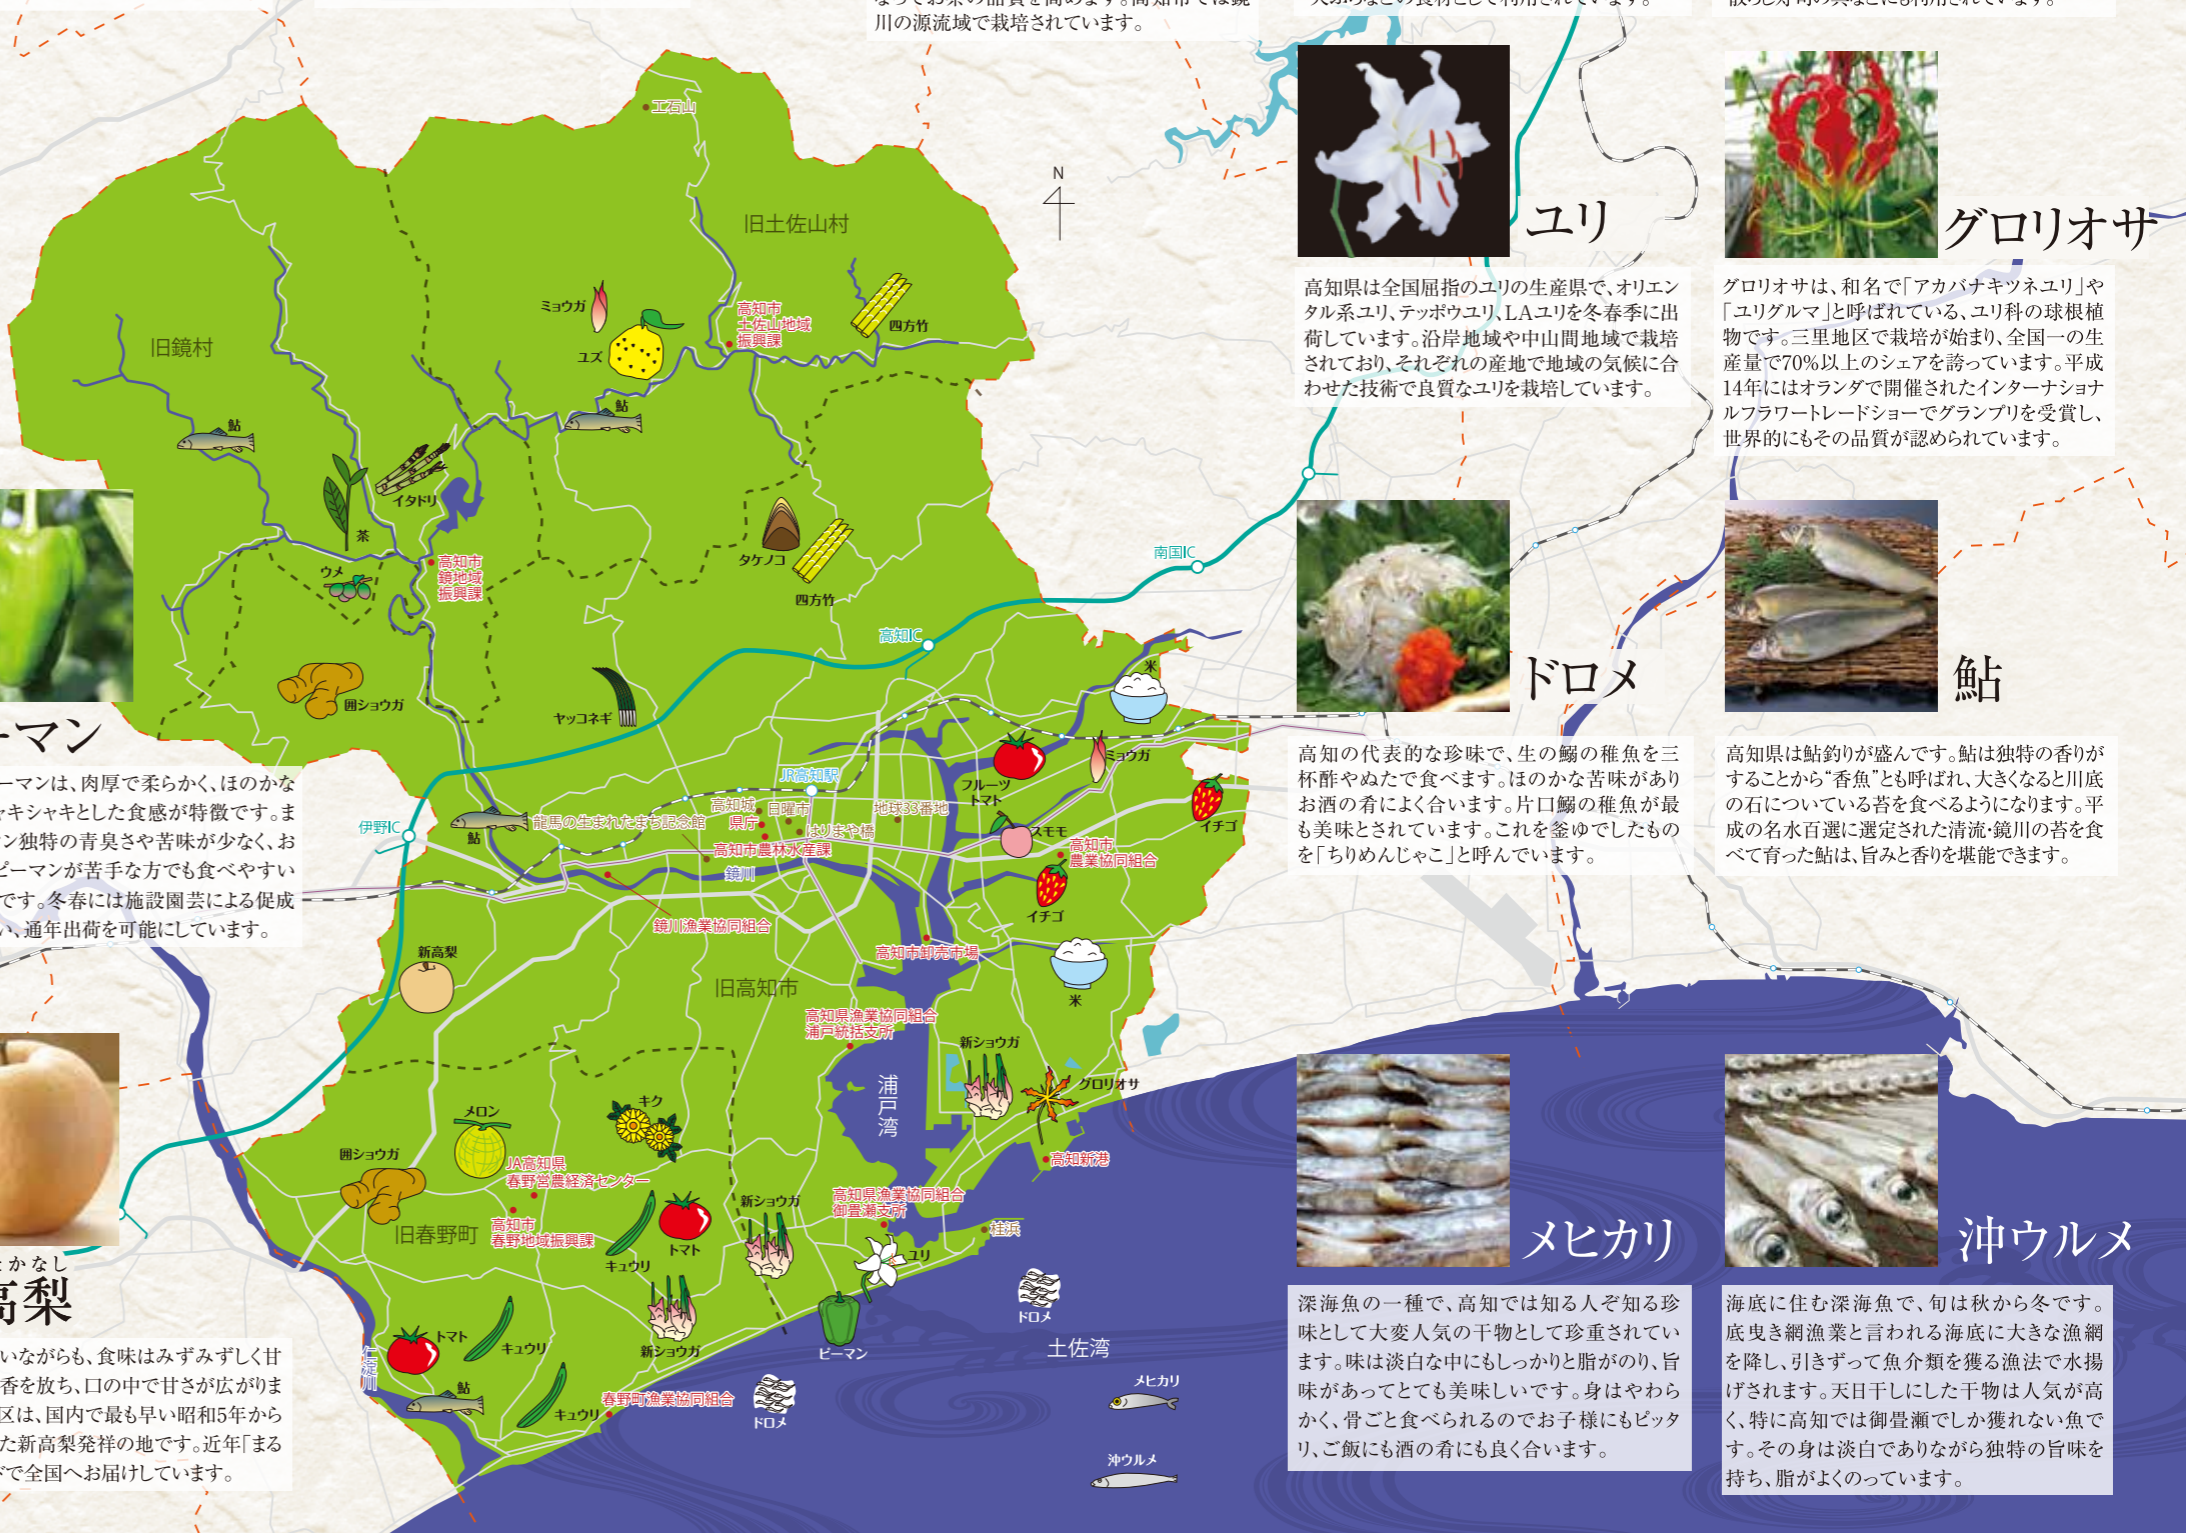 川の源流域で栽培されています。
工石山
N
旧土佐山村
旧鏡村
ミョウガ
ユズ
高知市
土佐山地域
振興課
四方竹
鮎
鮎
イタドリ
茶
ウメ
高知市
鏡地域
振興課
タケノコ
四方竹
南国IC
高知IC
囲ショウガ
ヤッコネギ
米
ミョウガ
フルーツ
トマト
イチゴ
JR高知駅
高知城
日曜市
地球33番地
県庁
龍馬の生まれたまち記念館
はりまや橋
高知市農林水産課
スモモ
高知市
農業協同組合
伊野IC
鮎
鏡川
イチゴ
鏡川漁業協同組合
高知市卸売市場
新高梨
旧高知市
米
高知県漁業協同組合
浦戸統括支所
新ショウガ
グロリオサ
浦戸湾
キク
メロン
囲ショウガ
JA高知県
春野営農経済センター
高知新港
新ショウガ
高知県漁業協同組合
御畳瀬支所
桂浜
旧春野町
高知市
春野地域振興課
トマト
キュウリ
ユリ
ドロメ
新ショウガ
ピーマン
土佐湾
トマト
キュウリ
仁淀川
鮎
キュウリ
春野町漁業協同組合
ドロメ
メヒカリ
沖ウルメ
ーマン
ーマンは、肉厚で柔らかく、ほのかな
ャキシャキとした食感が特徴です。ま
ン独特の青臭さや苦味が少なく、お
ピーマンが苦手な方でも食べやすい
です。冬春には施設園芸による促成
い、通年出荷を可能にしています。
かなし
高梨
いながらも、食味はみずみずしく甘
香を放ち、口の中で甘さが広がりま
区は、国内で最も早い昭和5年から
た新高梨発祥の地です。近年「まる
で全国へお届けしています。
ユリ
高知県は全国屈指のユリの生産県で、オリエン
タル系ユリ、テッポウユリ、LAユリを冬春季に出
荷しています。沿岸地域や中山間地域で栽培
されており、それぞれの産地で地域の気候に合
わせた技術で良質なユリを栽培しています。
グロリオサ
グロリオサは、和名で「アカバナキツネユリ」や
「ユリグルマ」と呼ばれている、ユリ科の球根植
物です。三里地区で栽培が始まり、全国一の生
産量で70%以上のシェアを誇っています。平成
14年にはオランダで開催されたインターナショナ
ルフラワートレードショーでグランプリを受賞し、
世界的にもその品質が認められています。
ドロメ
高知の代表的な珍味で、生の鰯の稚魚を三
杯酢やぬたで食べます。ほのかな苦味があり
お酒の肴によく合います。片口鰯の稚魚が最
も美味とされています。これを釜ゆでしたもの
を「ちりめんじゃこ」と呼んでいます。
鮎
高知県は鮎釣りが盛んです。鮎は独特の香りが
することから“香魚”とも呼ばれ、大きくなると川底
の石についている苔を食べるようになります。平
成の名水百選に選定された清流・鏡川の苔を食
べて育った鮎は、旨みと香りを堪能できます。
メヒカリ
深海魚の一種で、高知では知る人ぞ知る珍
味として大変人気の干物として珍重されてい
ます。味は淡白な中にもしっかりと脂がのり、旨
味があってとても美味しいです。身はやわら
かく、骨ごと食べられるのでお子様にもピッタ
リ、ご飯にも酒の肴にも良く合います。
沖ウルメ
海底に住む深海魚で、旬は秋から冬です。
底曳き網漁業と言われる海底に大きな漁網
を降し、引きずって魚介類を獲る漁法で水揚
げされます。天日干しにした干物は人気が高
く、特に高知では御畳瀬でしか獲れない魚で
す。その身は淡白でありながら独特の旨味を
持ち、脂がよくのっています。